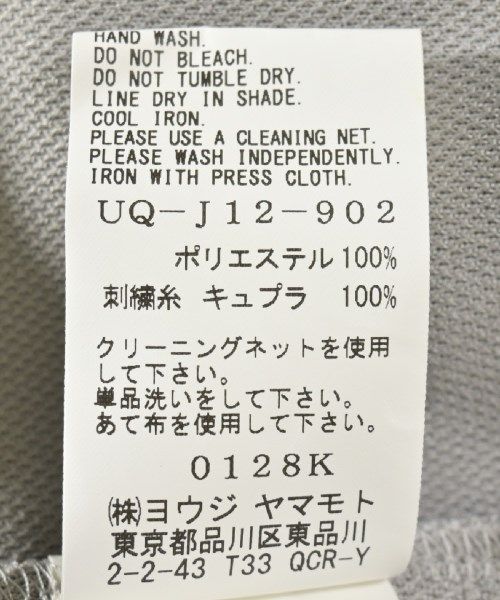 HAND WASH.
DO NOT BLEACH.
DO NOT TUMBLE DRY.
LINE DRY IN SHADE.
COOL IRON.
PLEASE USE A CLEANING NET.
PLEASE WASH INDEPENDENTLY.
IRON WITH PRESS CLOTH.
UQ-J12-902
ポリエステル 100%
刺繍糸 キュプラ 100%
クリーニングネットを使用
して下さい。
単品洗いをして下さい。
あて布を使用して下さい。
0128K
(株)ヨウジ ヤマモト
東京都品川区東品川
2-2-43 T33 QCR-Y